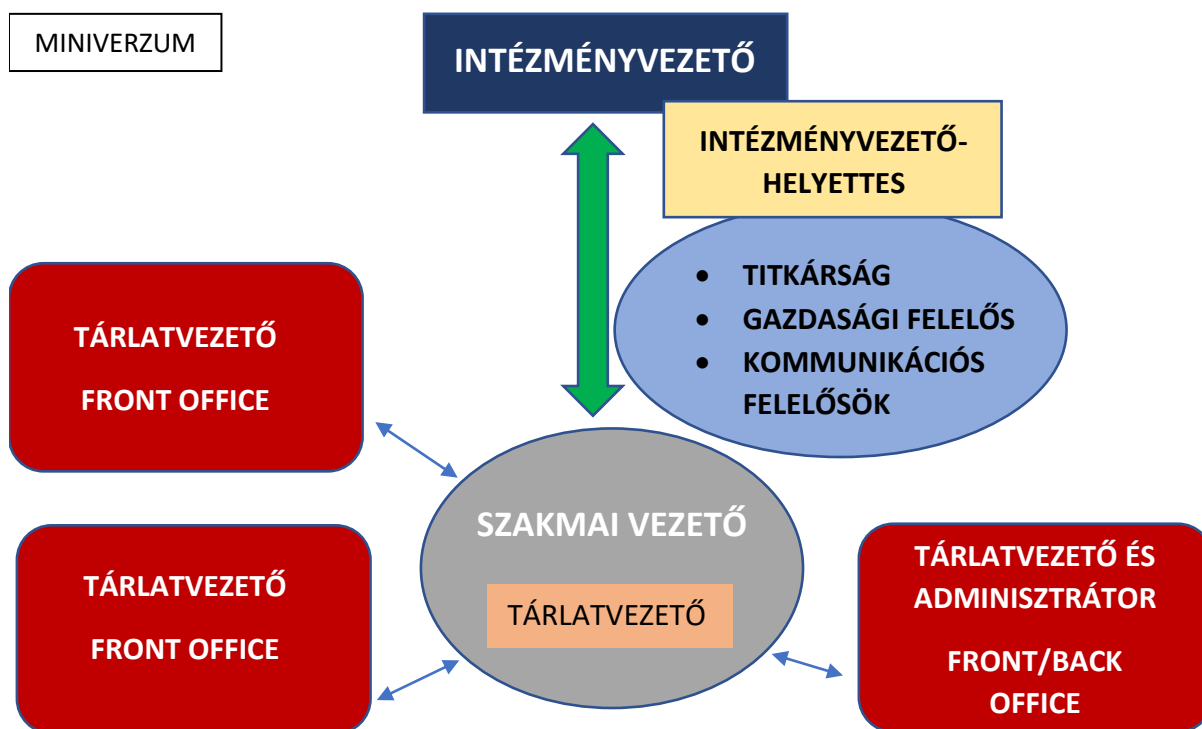 MINIVERZUM
INTÉZMÉNYVEZETŐ
INTÉZMÉNYVEZETŐ-
HELYETTES
• TITKÁRSÁG
• GAZDASÁGI FELELŐS
• KOMMUNIKÁCIÓS
FELELŐSÖK
TÁRLATVEZETŐ
FRONT OFFICE
SZAKMAI VEZETŐ
TÁRLATVEZETŐ
TÁRLATVEZETŐ
FRONT OFFICE
TÁRLATVEZETŐ ÉS
ADMINISZTRÁTOR
FRONT/BACK
OFFICE